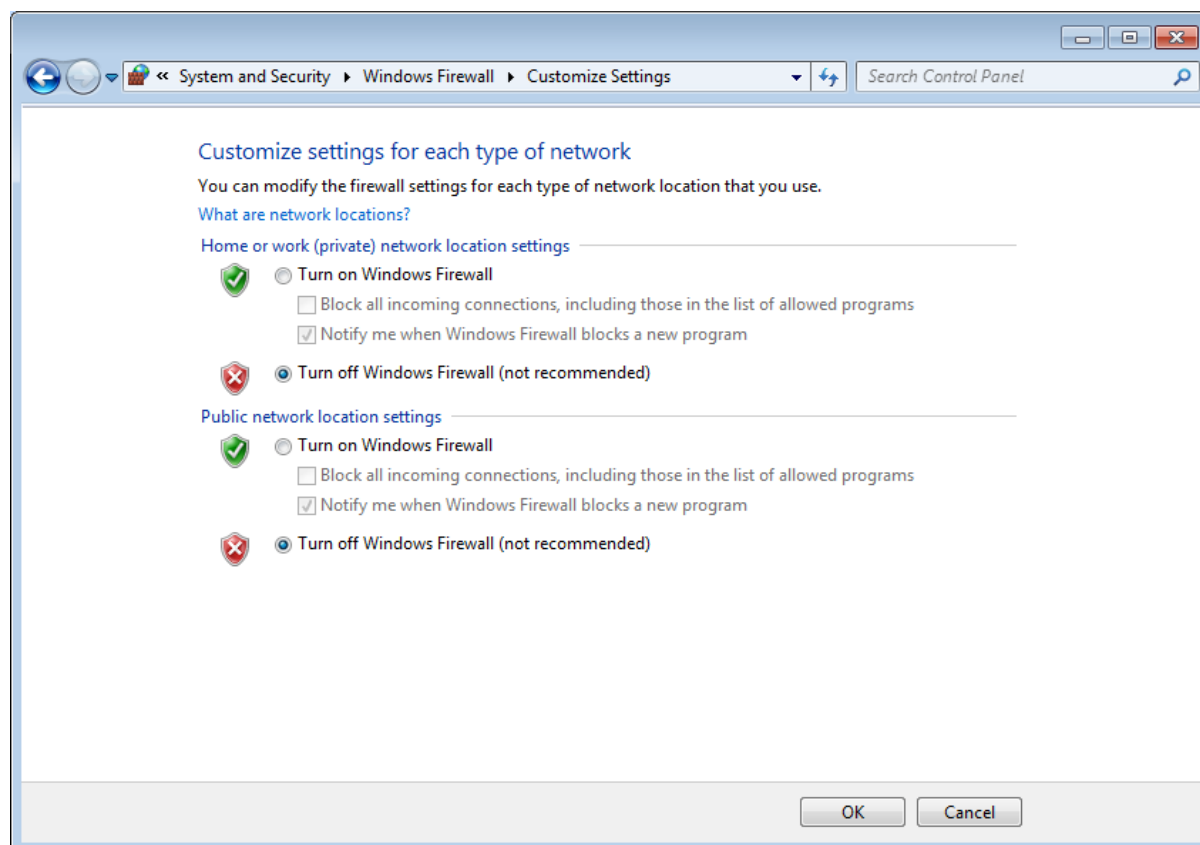 « System and Security ▸ Windows Firewall ▸ Customize Settings
Search Control Panel
Customize settings for each type of network
You can modify the firewall settings for each type of network location that you use.
What are network locations?
Home or work (private) network location settings
Turn on Windows Firewall
Block all incoming connections, including those in the list of allowed programs
Notify me when Windows Firewall blocks a new program
Turn off Windows Firewall (not recommended)
Public network location settings
Turn on Windows Firewall
Block all incoming connections, including those in the list of allowed programs
Notify me when Windows Firewall blocks a new program
Turn off Windows Firewall (not recommended)
OK Cancel